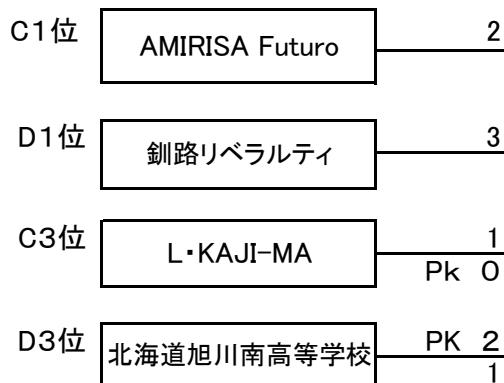 C1位 AMIRISA Futuro 2
D1位 釧路リベラルティ 3
C3位 L・KAJI-MA 1
Pk 0
D3位 北海道旭川南高等学校 PK 2
1